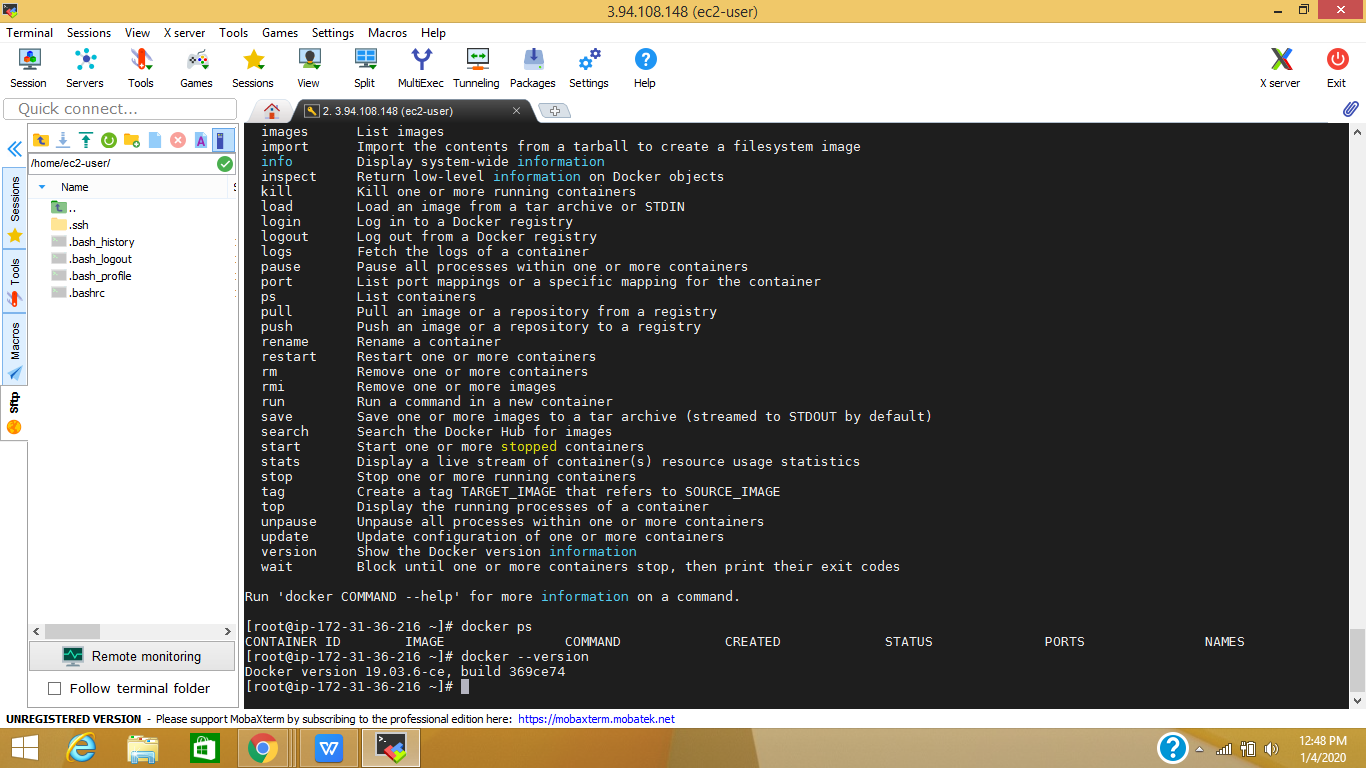 3.94.108.148 (ec2-user)
Terminal Sessions View X server Tools Games Settings Macros Help
Session Servers Tools Games Sessions View Split MultiExec Tunneling Packages Settings Help X server Exit
Quick connect...
2. 3.94.108.148 (ec2-user)
/home/ec2-user/
Name
..
.ssh
.bash_history
.bash_logout
.bash_profile
.bashrc
Sessions
Tools
Macros
Sftp
Remote monitoring
Follow terminal folder
images List images
import Import the contents from a tarball to create a filesystem image
info Display system-wide information
inspect Return low-level information on Docker objects
kill Kill one or more running containers
load Load an image from a tar archive or STDIN
login Log in to a Docker registry
logout Log out from a Docker registry
logs Fetch the logs of a container
pause Pause all processes within one or more containers
port List port mappings or a specific mapping for the container
ps List containers
pull Pull an image or a repository from a registry
push Push an image or a repository to a registry
rename Rename a container
restart Restart one or more containers
rm Remove one or more containers
rmi Remove one or more images
run Run a command in a new container
save Save one or more images to a tar archive (streamed to STDOUT by default)
search Search the Docker Hub for images
start Start one or more stopped containers
stats Display a live stream of container(s) resource usage statistics
stop Stop one or more running containers
tag Create a tag TARGET_IMAGE that refers to SOURCE_IMAGE
top Display the running processes of a container
unpause Unpause all processes within one or more containers
update Update configuration of one or more containers
version Show the Docker version information
wait Block until one or more containers stop, then print their exit codes
Run 'docker COMMAND --help' for more information on a command.
[root@ip-172-31-36-216 ~]# docker ps
CONTAINER ID IMAGE COMMAND CREATED STATUS PORTS NAMES
[root@ip-172-31-36-216 ~]# docker --version
Docker version 19.03.6-ce, build 369ce74
[root@ip-172-31-36-216 ~]#
UNREGISTERED VERSION - Please support MobaXterm by subscribing to the professional edition here: https://mobaxterm.mobatek.net
12:48 PM
1/4/2020